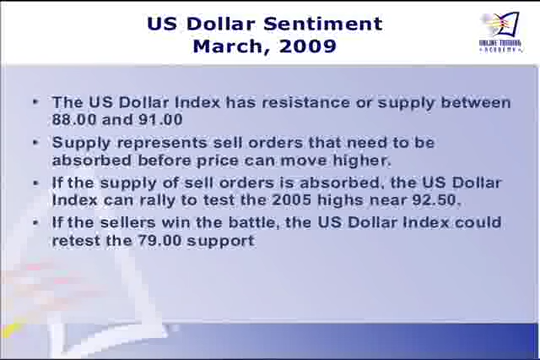 US Dollar Sentiment
March, 2009
ONLINE TRADING
ACADEMY
• The US Dollar Index has resistance or supply between
88.00 and 91.00
• Supply represents sell orders that need to be
absorbed before price can move higher.
• If the supply of sell orders is absorbed, the US Dollar
Index can rally to test the 2005 highs near 92.50.
• If the sellers win the battle, the US Dollar Index could
retest the 79.00 support